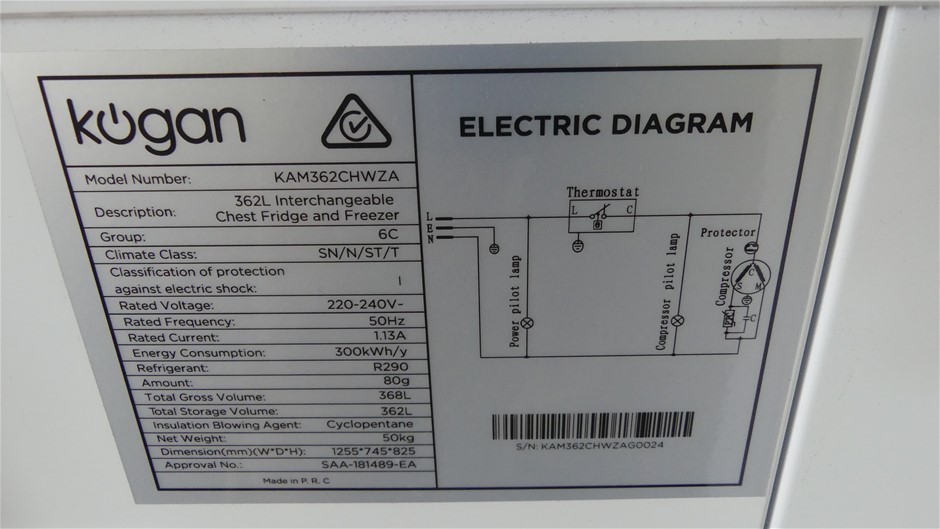 kogan
Model Number: KAM362CHWZA
Description: 362L Interchangeable
Chest Fridge and Freezer
Group: 6C
Climate Class: SN/N/ST/T
Classification of protection
against electric shock: I
Rated Voltage: 220-240V~
Rated Frequency: 50Hz
Rated Current: 1.13A
Energy Consumption: 300kWh/y
Refrigerant: R290
Amount: 80g
Total Gross Volume: 368L
Total Storage Volume: 362L
Insulation Blowing Agent: Cyclopentane
Net Weight: 50kg
Dimension(mm)(W*D*H): 1255*745*825
Approval No.: SAA-181489-EA
Made in P. R. C
ELECTRIC DIAGRAM
Thermostat
L
E
N
L C
Power pilot lamp
Compressor pilot lamp
Protector
Compressor
C
S M
C
S/N: KAM362CHWZAG0024